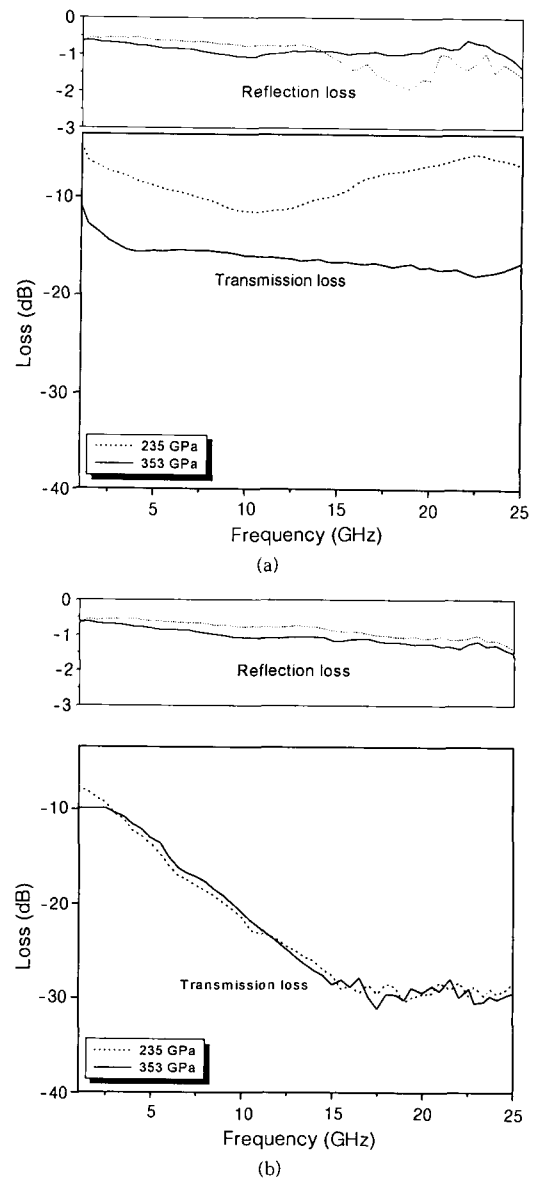 0
-1
-2
-3
Reflection loss
-10
-20
-30
-40
Loss (dB)
Transmission loss
235 GPa
353 GPa
5
10
15
20
25
Frequency (GHz)
(a)
0
-1
-2
-3
Reflection loss
-10
-20
-30
-40
Loss (dB)
Transmission loss
235 GPa
353 GPa
5
10
15
20
25
Frequency (GHz)
(b)